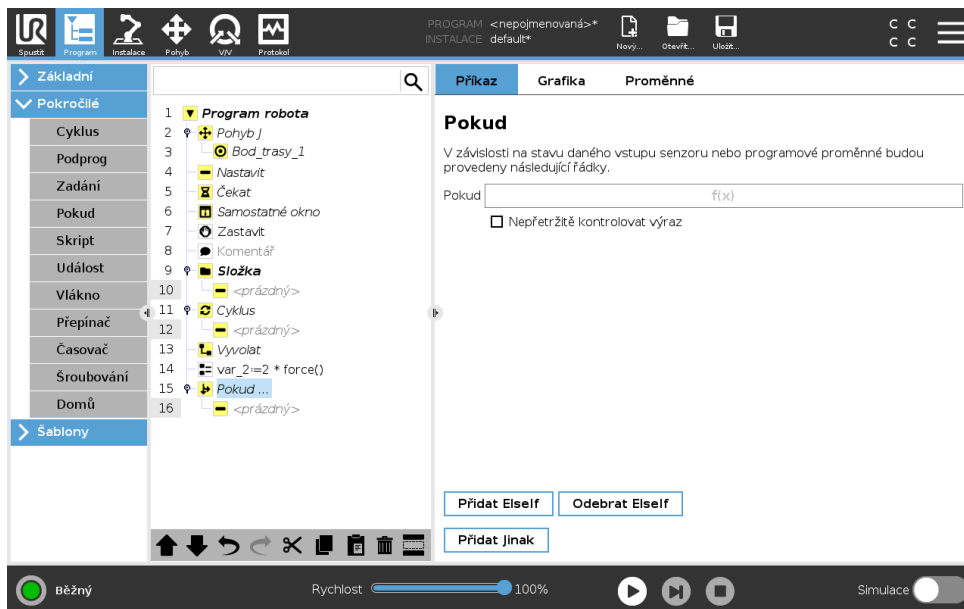 PROGRAM <nepojmenovaná>*
INSTALACE default*
Spustit Program Instalace Pohyb V/V Protokol Nový... Otevřít... Uložit...
C C
C C
Základní
Pokročilé
Cyklus
Podprog
Zadání
Pokud
Skript
Událost
Vlákno
Přepínač
Časovač
Šroubování
Domů
Šablony
1 Program robota
2 Pohyb J
3 Bod_trasy_1
4 Nastavit
5 Čekat
6 Samostatné okno
7 Zastavit
8 Komentář
9 Složka
10 <prázdný>
11 Cyklus
12 <prázdný>
13 Vyvolat
14 var_2:=2 * force()
15 Pokud ...
16 <prázdný>
Příkaz Grafika Proměnné
Pokud
V závislosti na stavu daného vstupu senzoru nebo programové proměnné budou
provedeny následující řádky.
Pokud f(x)
Nepřetržitě kontrolovat výraz
Přidat ElseIf Odebrat ElseIf
Přidat Jinak
Běžný Rychlost 100% Simulace